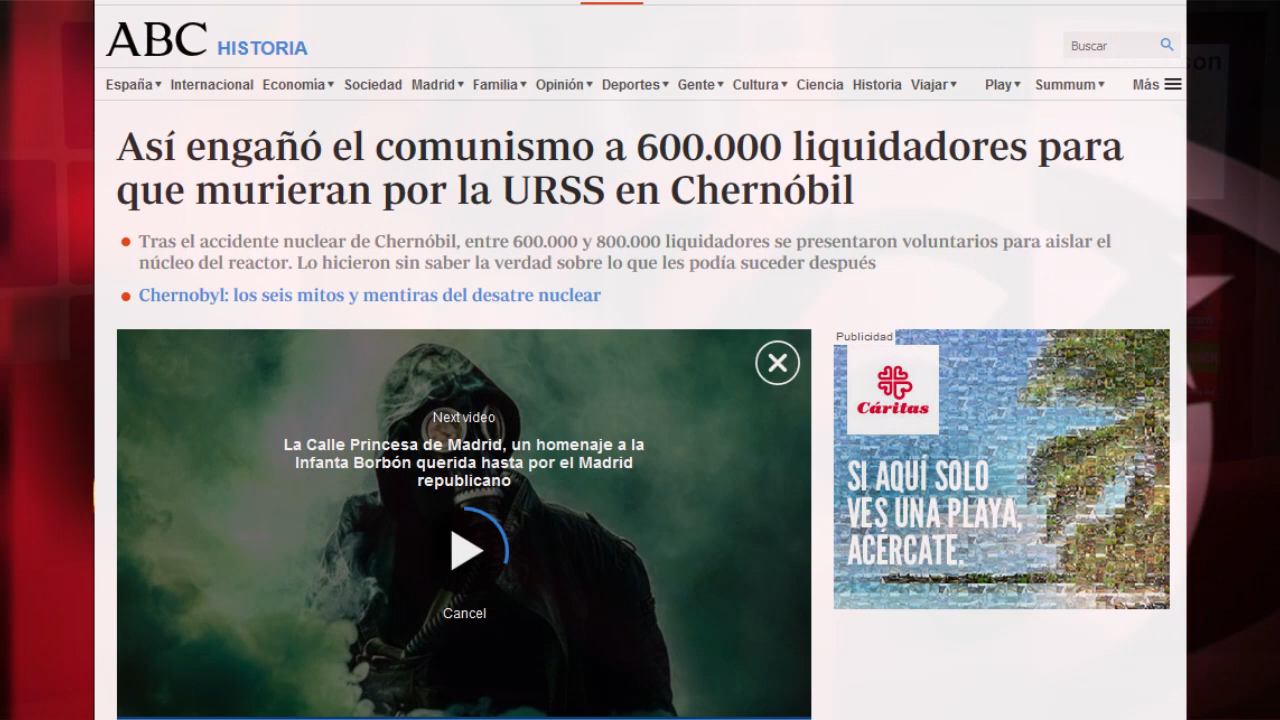 ABC HISTORIA
Buscar
España Internacional Economía Sociedad Madrid Familia Opinión Deportes Gente Cultura Ciencia Historia Viajar Play Summum Más
Así engañó el comunismo a 600.000 liquidadores para
que murieran por la URSS en Chernóbil
Tras el accidente nuclear de Chernóbil, entre 600.000 y 800.000 liquidadores se presentaron voluntarios para aislar el
núcleo del reactor. Lo hicieron sin saber la verdad sobre lo que les podía suceder después
Chernobyl: los seis mitos y mentiras del desatre nuclear
Next video
La Calle Princesa de Madrid, un homenaje a la
Infanta Borbón querida hasta por el Madrid
republicano
Cancel
Publicidad
Cáritas
SI AQUÍ SOLO
VES UNA PLAYA,
ACÉRCATE.